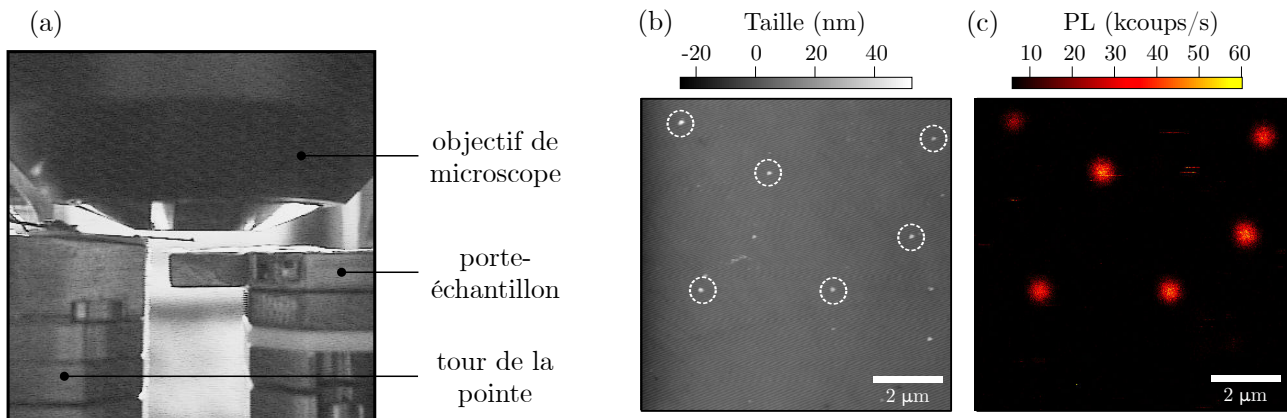 (a)
objectif de
microscope
porte-
échantillon
tour de la
pointe
(b)
Taille (nm)
-20 0 20 40
2 µm
(c)
PL (kcoups/s)
10 20 30 40 50 60
2 µm